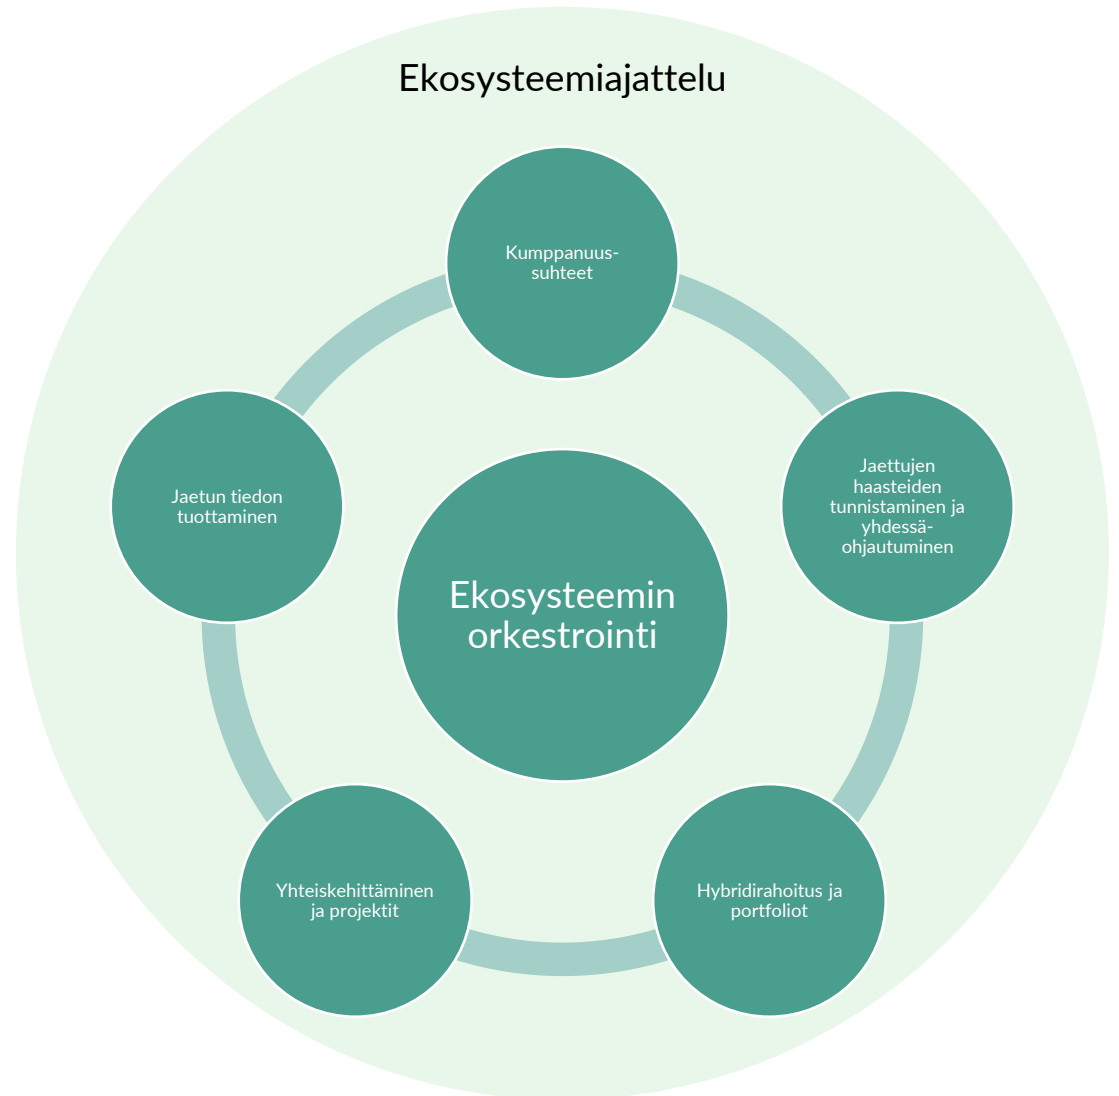 Ekosysteemiajattelu
Kumppanuus-
suhteet
Jaettujen
haasteiden
tunnistaminen ja
yhdessä-
ohjautuminen
Jaetun tiedon
tuottaminen
Ekosysteemin
orkestrointi
Yhteiskehittäminen
ja projektit
Hybridirahoitus ja
portfoliot